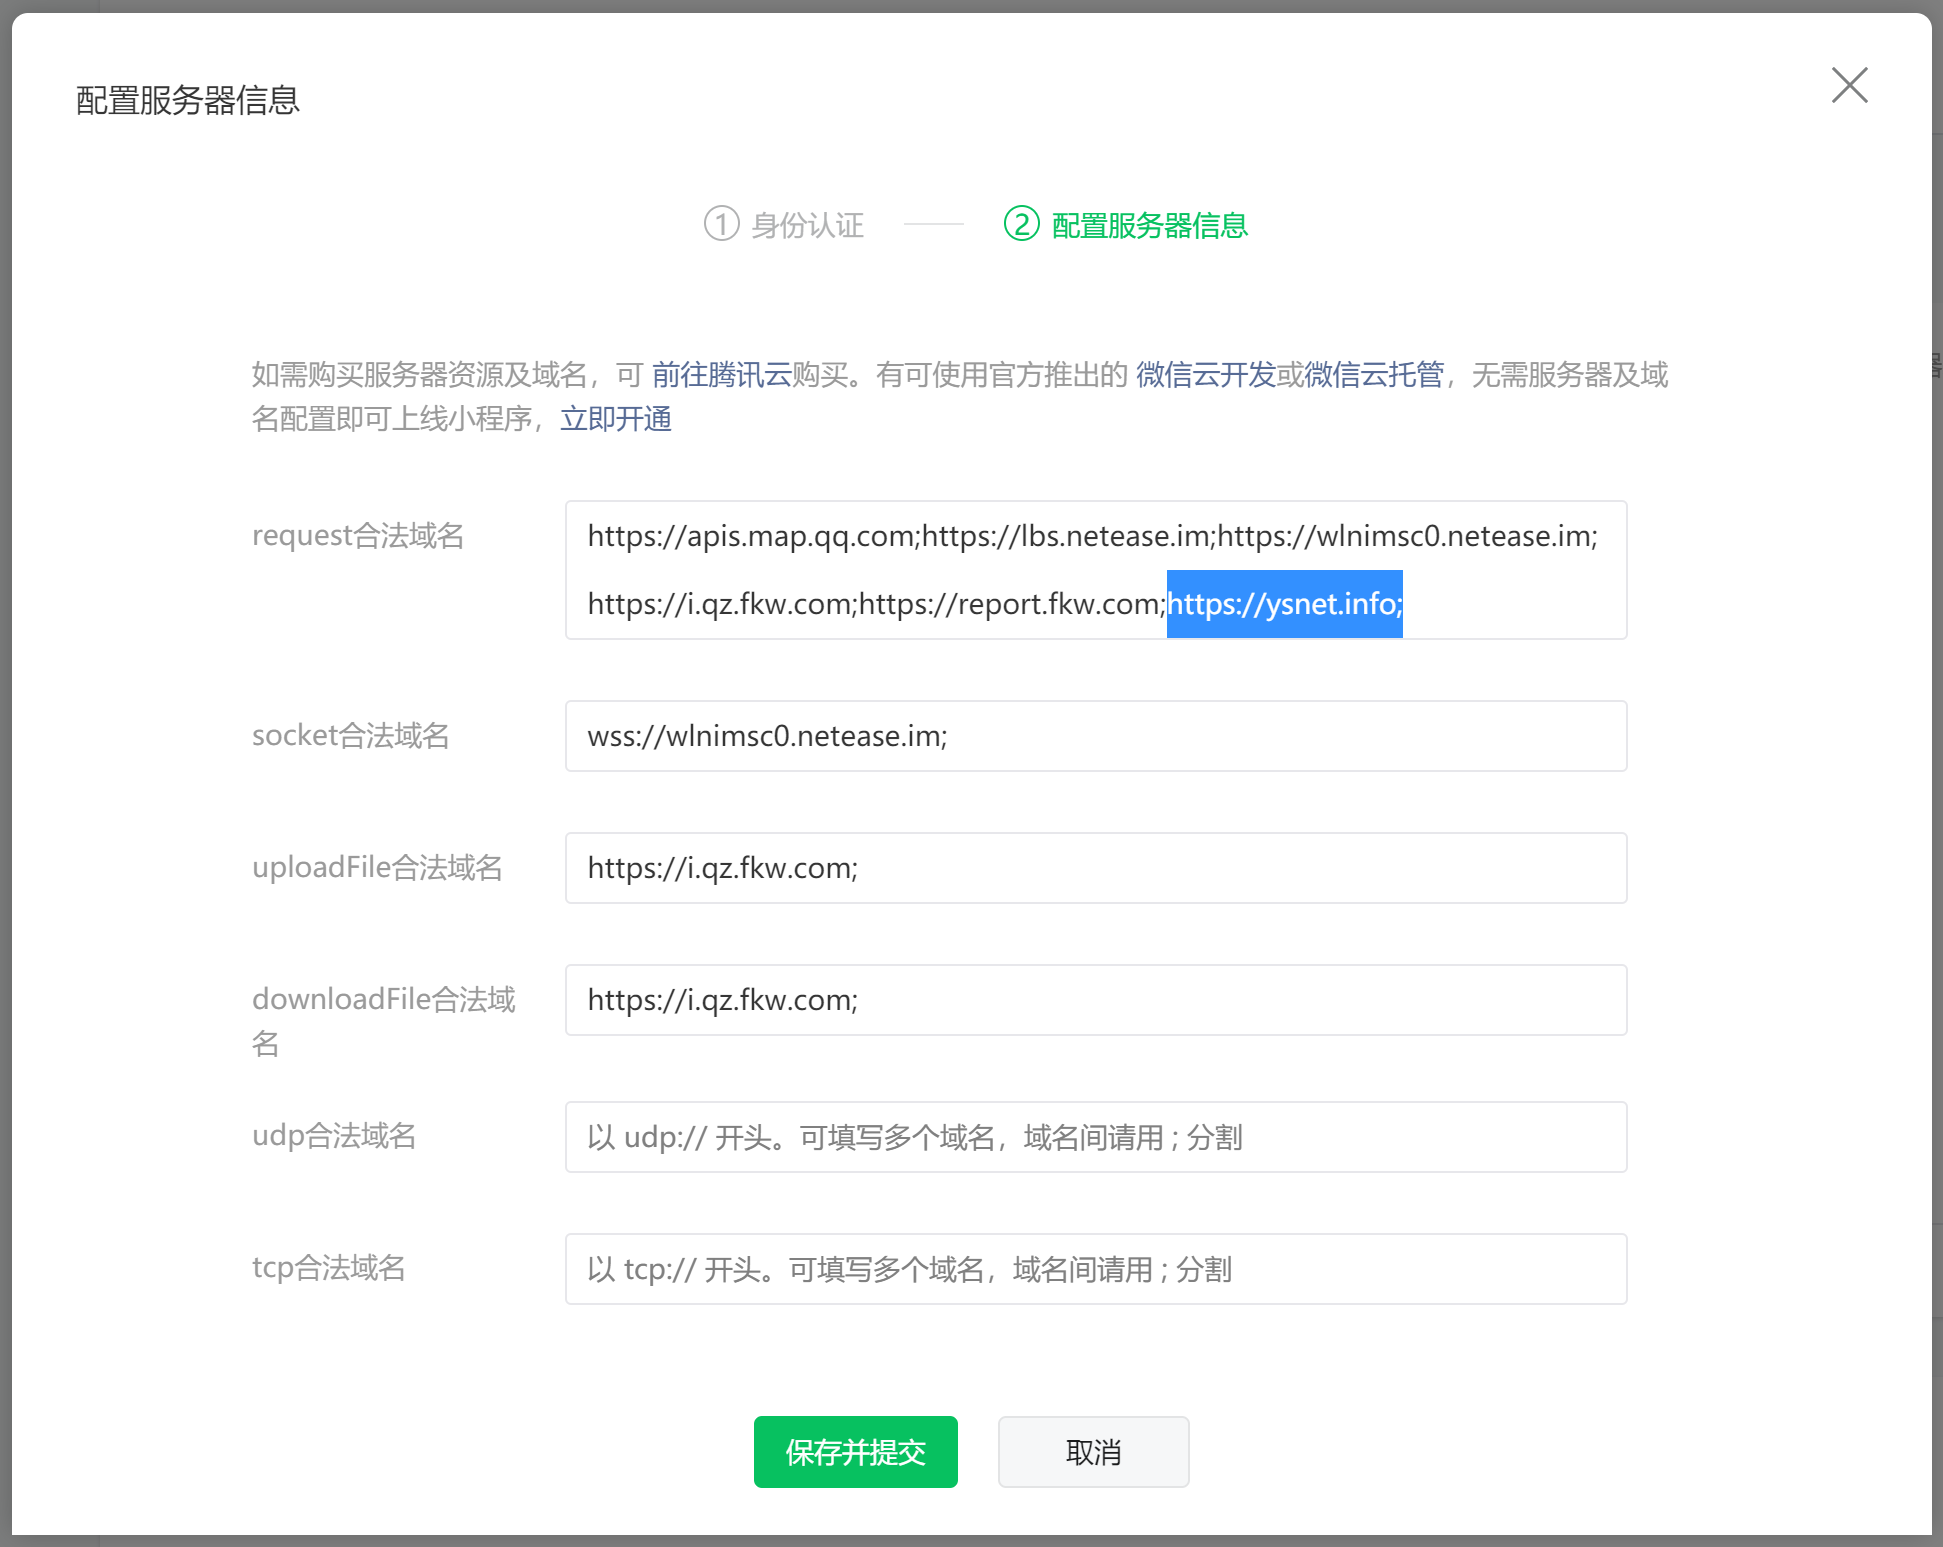 配置服务器信息
1 身份认证
2 配置服务器信息
如需购买服务器资源及域名，可 前往腾讯云购买。有可使用官方推出的 微信云开发或微信云托管，无需服务器及域
名配置即可上线小程序，立即开通
request合法域名
https://apis.map.qq.com;https://lbs.netease.im;https://wlnimsc0.netease.im;
https://i.qz.fkw.com;https://report.fkw.com;https://ysnet.info;
socket合法域名
wss://wlnimsc0.netease.im;
uploadFile合法域名
https://i.qz.fkw.com;
downloadFile合法域
名
https://i.qz.fkw.com;
udp合法域名
以 udp:// 开头。可填写多个域名，域名间请用 ; 分割
tcp合法域名
以 tcp:// 开头。可填写多个域名，域名间请用 ; 分割
保存并提交
取消